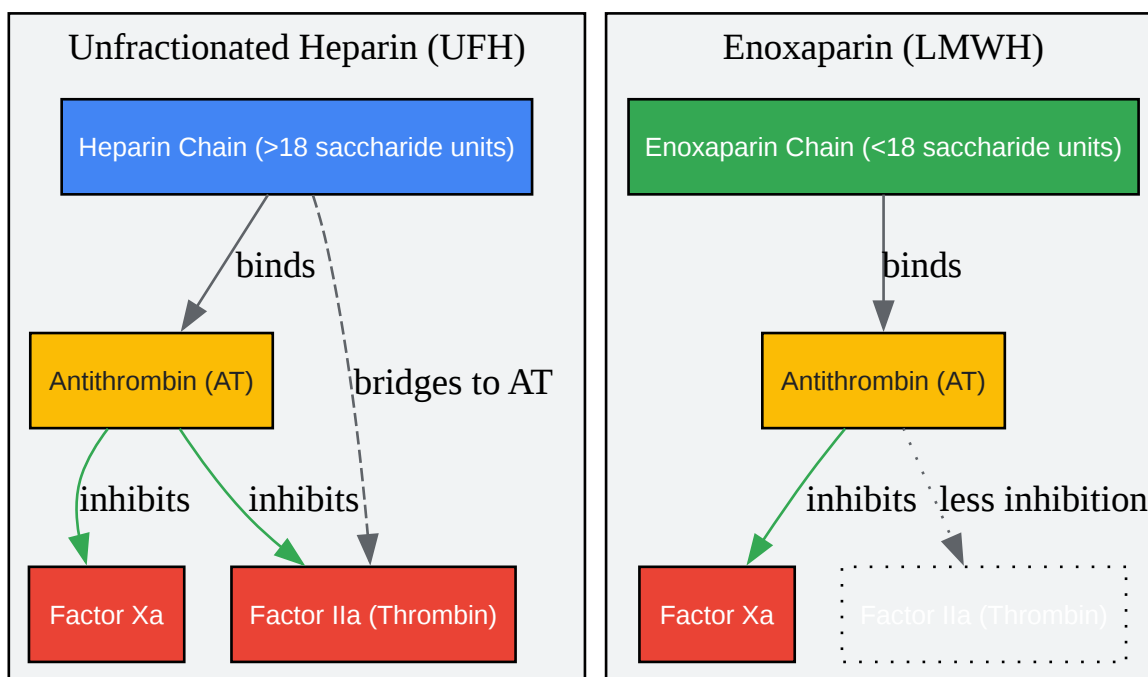 Unfractionated Heparin (UFH)
Heparin Chain (>18 saccharide units)
binds
bridges to AT
Antithrombin (AT)
inhibits
inhibits
Factor Xa
Factor IIa (Thrombin)
Enoxaparin (LMWH)
Enoxaparin Chain (<18 saccharide units)
binds
Antithrombin (AT)
inhibits
less inhibition
Factor Xa
Factor IIa (Thrombin)